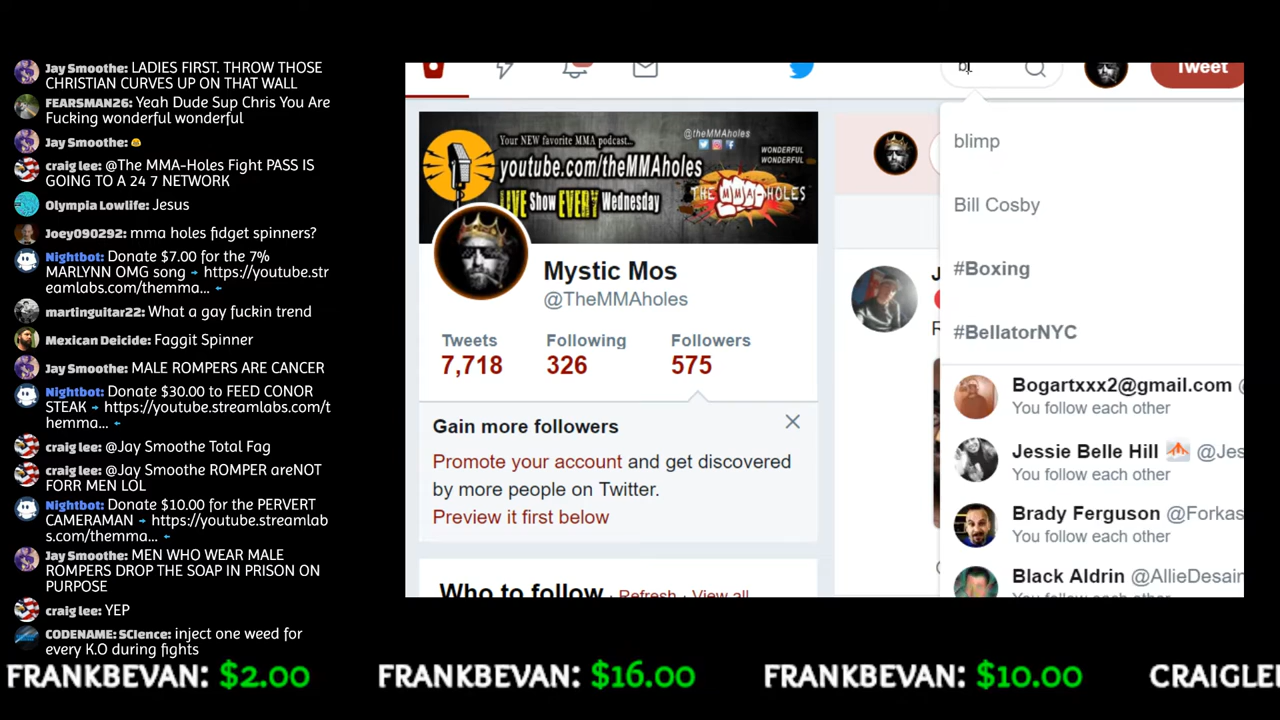 Jay Smoothe: LADIES FIRST. THROW THOSE
CHRISTIAN CURVES UP ON THAT WALL
FEARSMAN26: Yeah Dude Sup Chris You Are
Fucking wonderful wonderful
Jay Smoothe:
craig lee: @The MMA-Holes Fight PASS IS
GOING TO A 24 7 NETWORK
Olympia Lowlife: Jesus
Joey090292: mma holes fidget spinners?
Nightbot: Donate $7.00 for the 7%
MARLYNN OMG song → https://youtube.str
eamlabs.com/themma... ←
martinguitar22: What a gay fuckin trend
Mexican Deicide: Faggit Spinner
Jay Smoothe: MALE ROMPERS ARE CANCER
Nightbot: Donate $30.00 to FEED CONOR
STEAK → https://youtube.streamlabs.com/t
hemma... ←
craig lee: @Jay Smoothe Total Fag
craig lee: @Jay Smoothe ROMPER areNOT
FORR MEN LOL
Nightbot: Donate $10.00 for the PERVERT
CAMERAMAN → https://youtube.streamlab
s.com/themma... ←
Jay Smoothe: MEN WHO WEAR MALE
ROMPERS DROP THE SOAP IN PRISON ON
PURPOSE
craig lee: YEP
CODENAME: SCIence: inject one weed for
every K.O during fights
b
Tweet
Your NEW favorite MMA podcast...
@theMMAholes
youtube.com/theMMAholes
WONDERFUL
WONDERFUL
LIVE Show EVERY Wednesday
THE MMA-HOLES
Mystic Mos
@TheMMAholes
Tweets Following Followers
7,718 326 575
Gain more followers
Promote your account and get discovered
by more people on Twitter.
Preview it first below
Who to follow · Refresh · View all
J
R
blimp
Bill Cosby
#Boxing
#BellatorNYC
Bogartxxx2@gmail.com @
You follow each other
Jessie Belle Hill @Jes
You follow each other
Brady Ferguson @Forkas
You follow each other
Black Aldrin @AllieDesain
You follow each other
FRANKBEVAN: $2.00 FRANKBEVAN: $16.00 FRANKBEVAN: $10.00 CRAIGLE